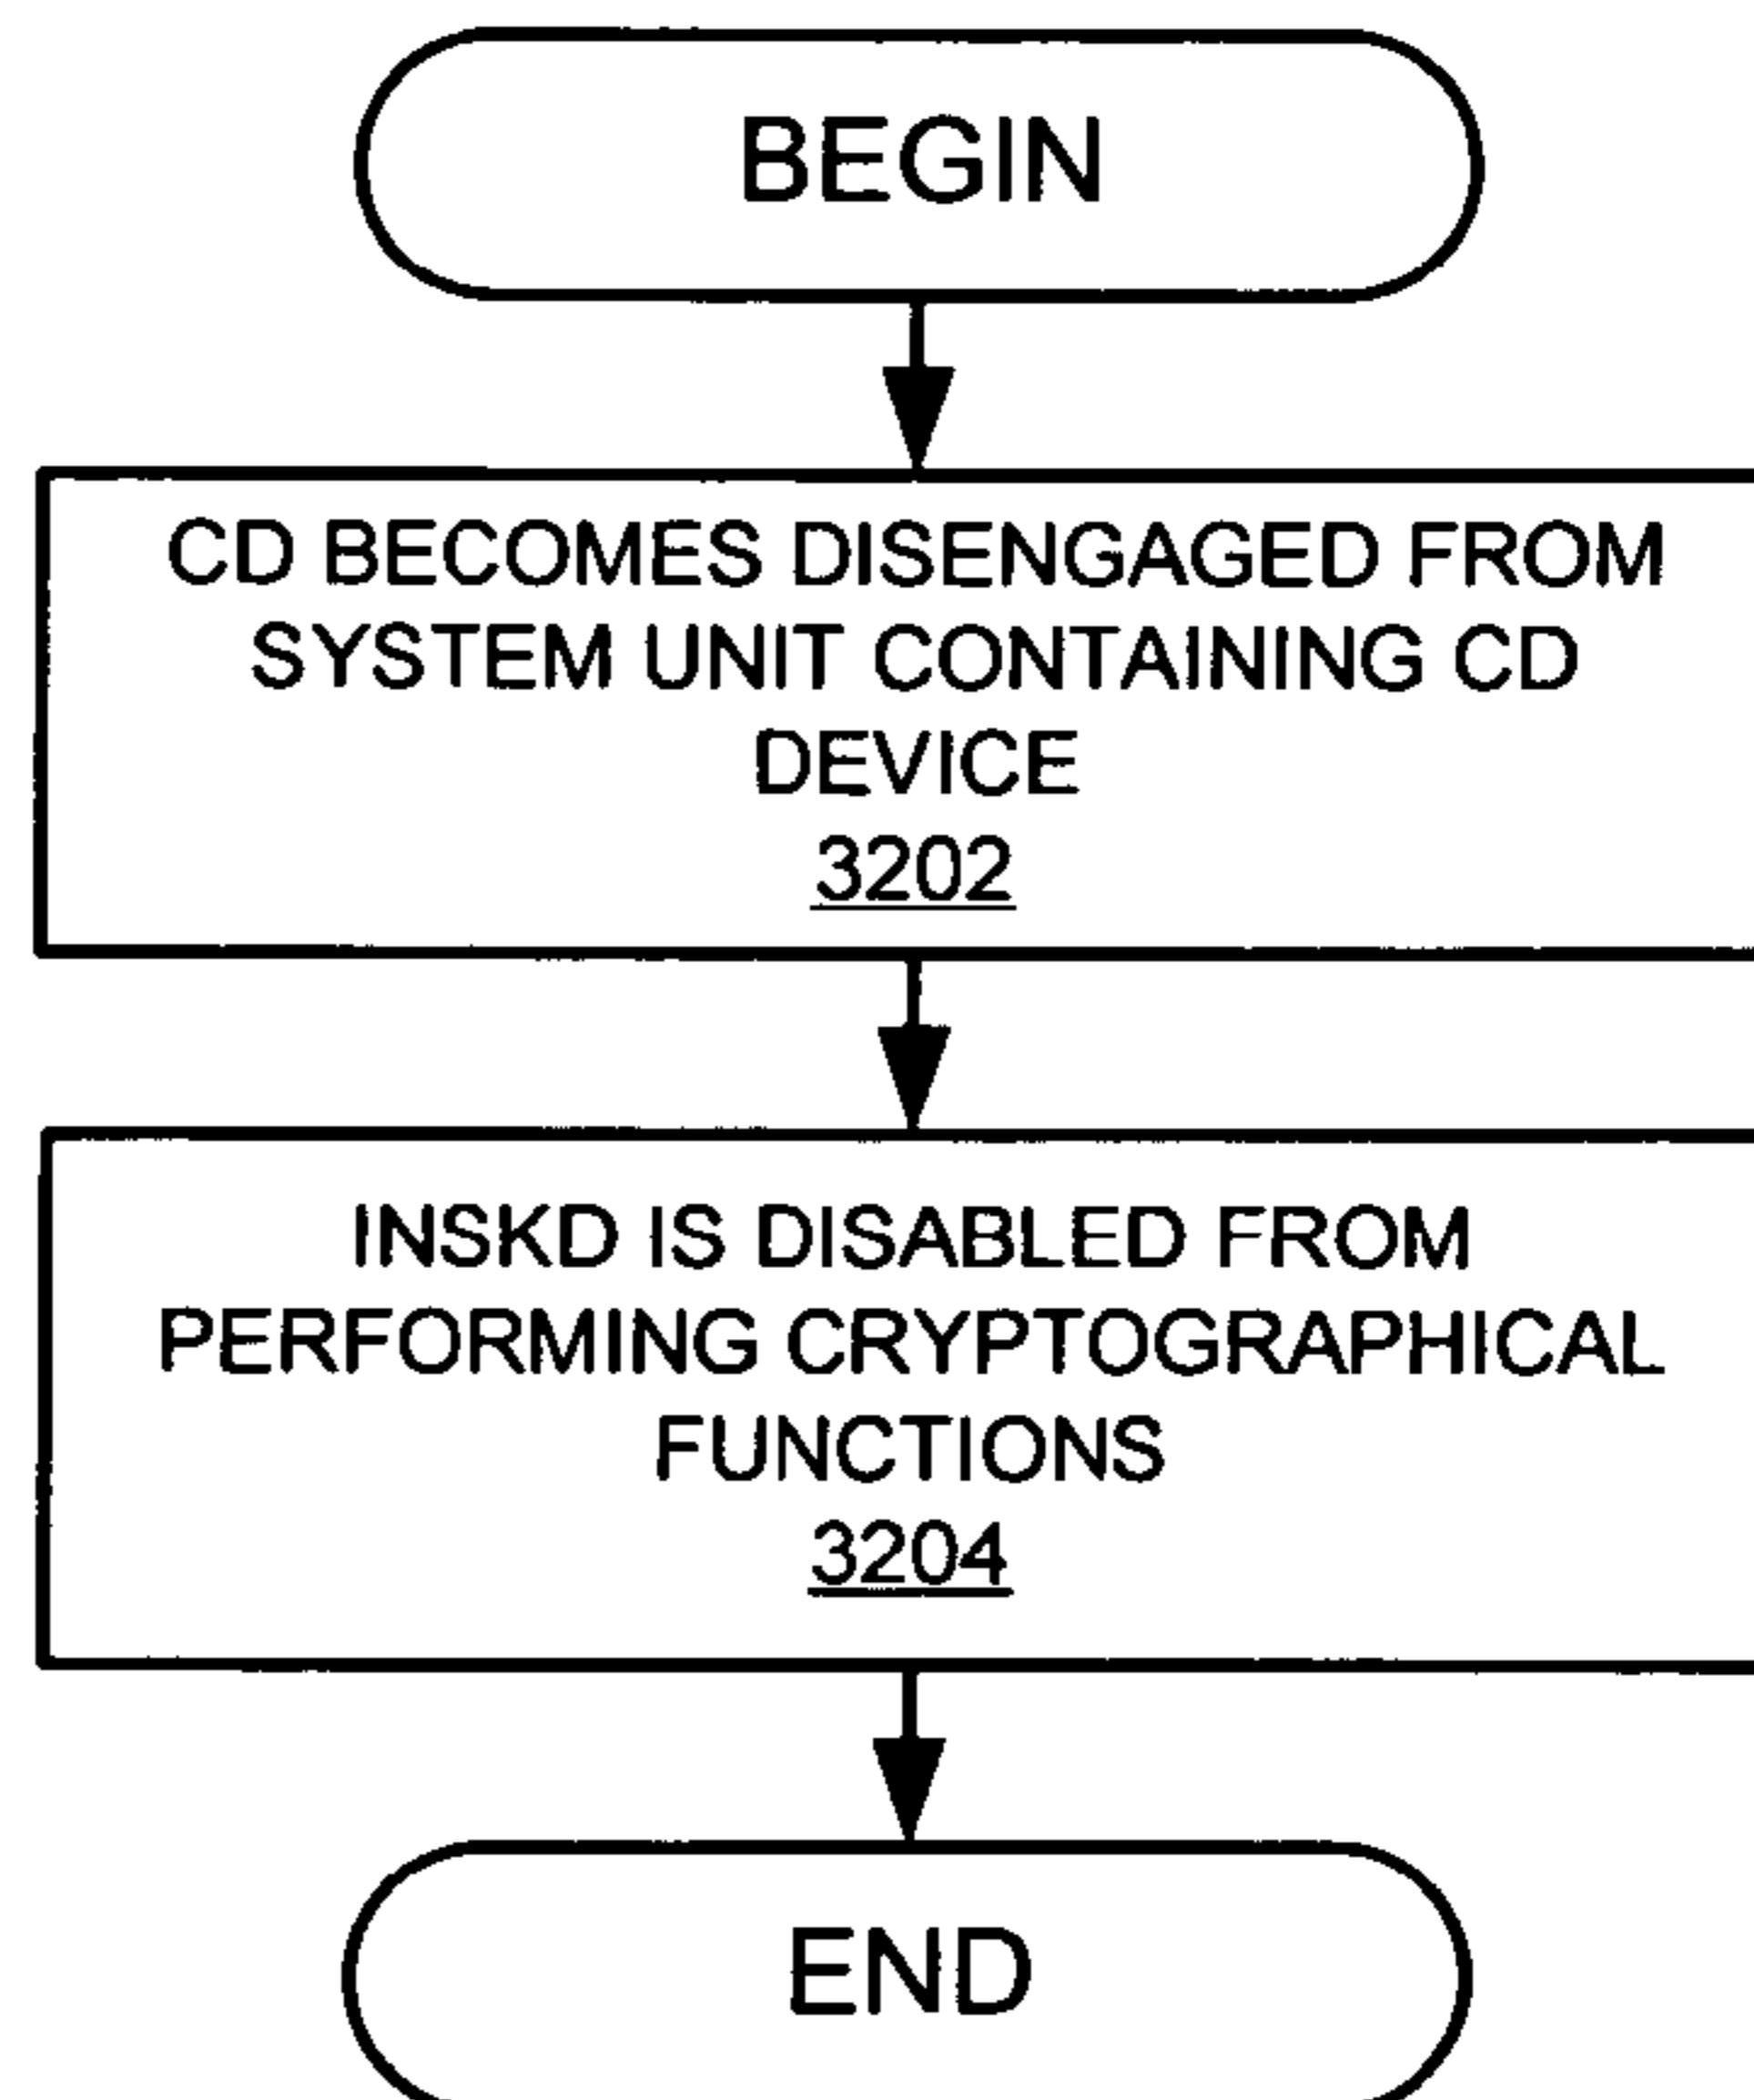 BEGIN
CD BECOMES DISENGAGED FROM
SYSTEM UNIT CONTAINING CD
DEVICE
3202
INSKD IS DISABLED FROM
PERFORMING CRYPTOGRAPHICAL
FUNCTIONS
3204
END